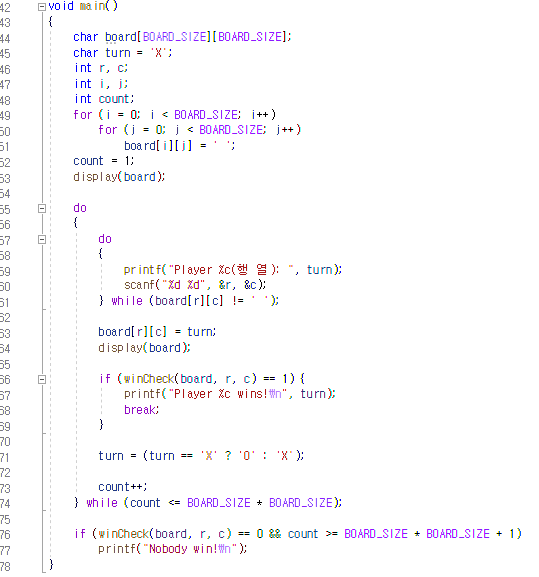 42 void main()
43 {
44 char board[BOARD_SIZE][BOARD_SIZE];
45 char turn = 'X';
46 int r, c;
47 int i, j;
48 int count;
49 for (i = 0; i < BOARD_SIZE; i++)
50 for (j = 0; j < BOARD_SIZE; j++)
51 board[i][j] = ' ';
52 count = 1;
53 display(board);
54
55 do
56 {
57 do
58 {
59 printf("Player %c(행 열): ", turn);
60 scanf("%d %d", &r, &c);
61 } while (board[r][c] != ' ');
62
63 board[r][c] = turn;
64 display(board);
65
66 if (winCheck(board, r, c) == 1) {
67 printf("Player %c wins!₩n", turn);
68 break;
69 }
70
71 turn = (turn == 'X' ? 'O' : 'X');
72
73 count++;
74 } while (count <= BOARD_SIZE * BOARD_SIZE);
75
76 if (winCheck(board, r, c) == 0 && count >= BOARD_SIZE * BOARD_SIZE + 1)
77 printf("Nobody win!₩n");
78 }